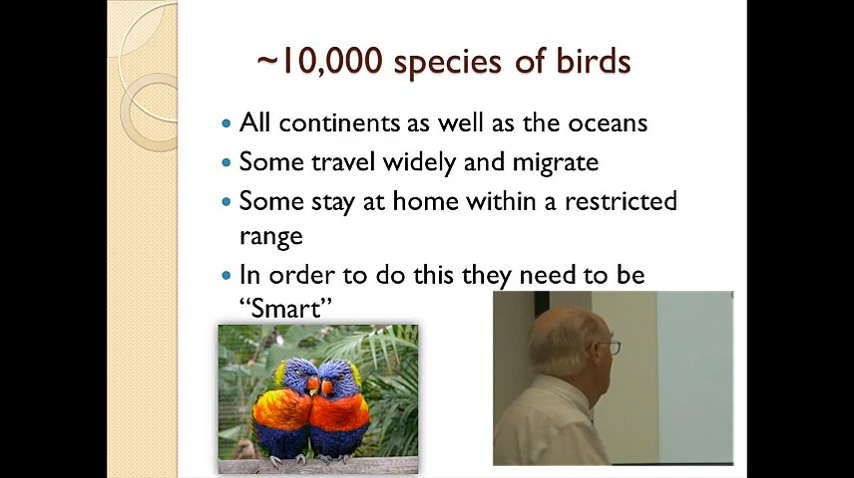 ~10,000 species of birds
• All continents as well as the oceans
• Some travel widely and migrate
• Some stay at home within a restricted
range
• In order to do this they need to be
“Smart”